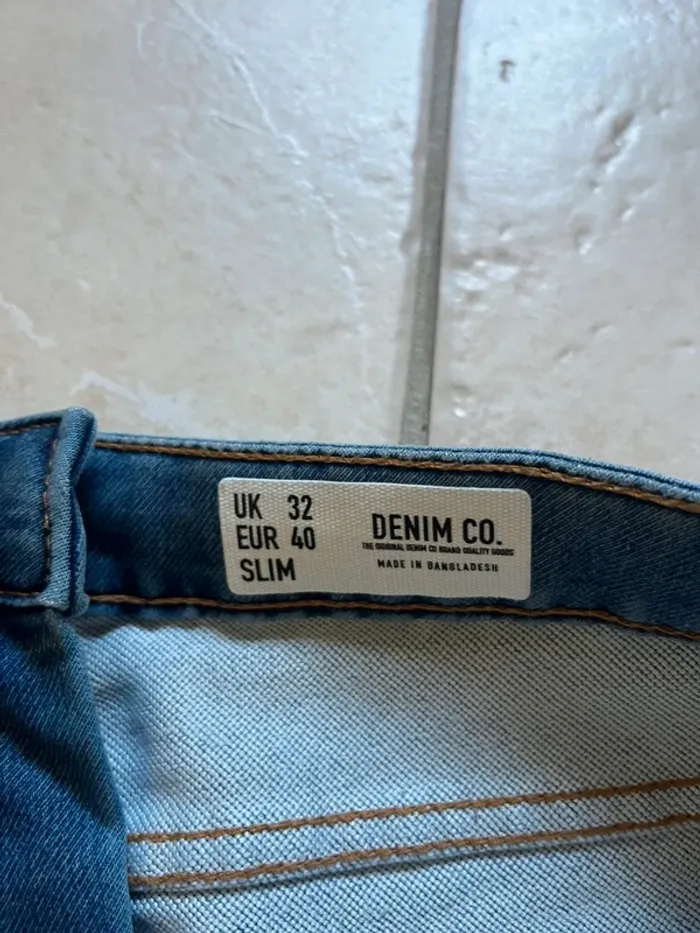 UK 32
EUR 40
SLIM
DENIM CO.
THE ORIGINAL DENIM CO BRAND QUALITY GOODS
MADE IN BANGLADESH